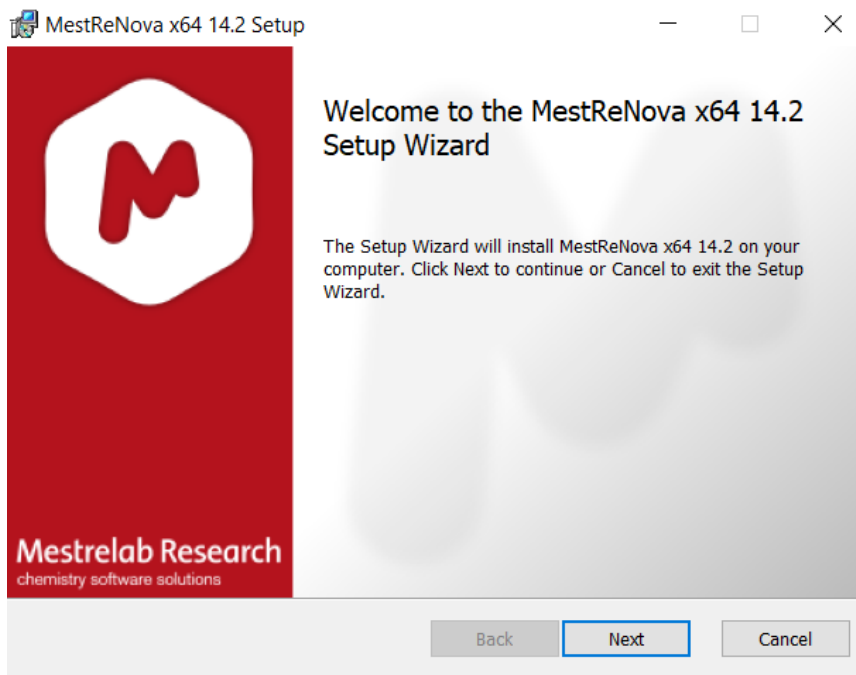 MestReNova x64 14.2 Setup
Welcome to the MestReNova x64 14.2
Setup Wizard
The Setup Wizard will install MestReNova x64 14.2 on your
computer. Click Next to continue or Cancel to exit the Setup
Wizard.
Mestrelab Research
chemistry software solutions
Back Next Cancel